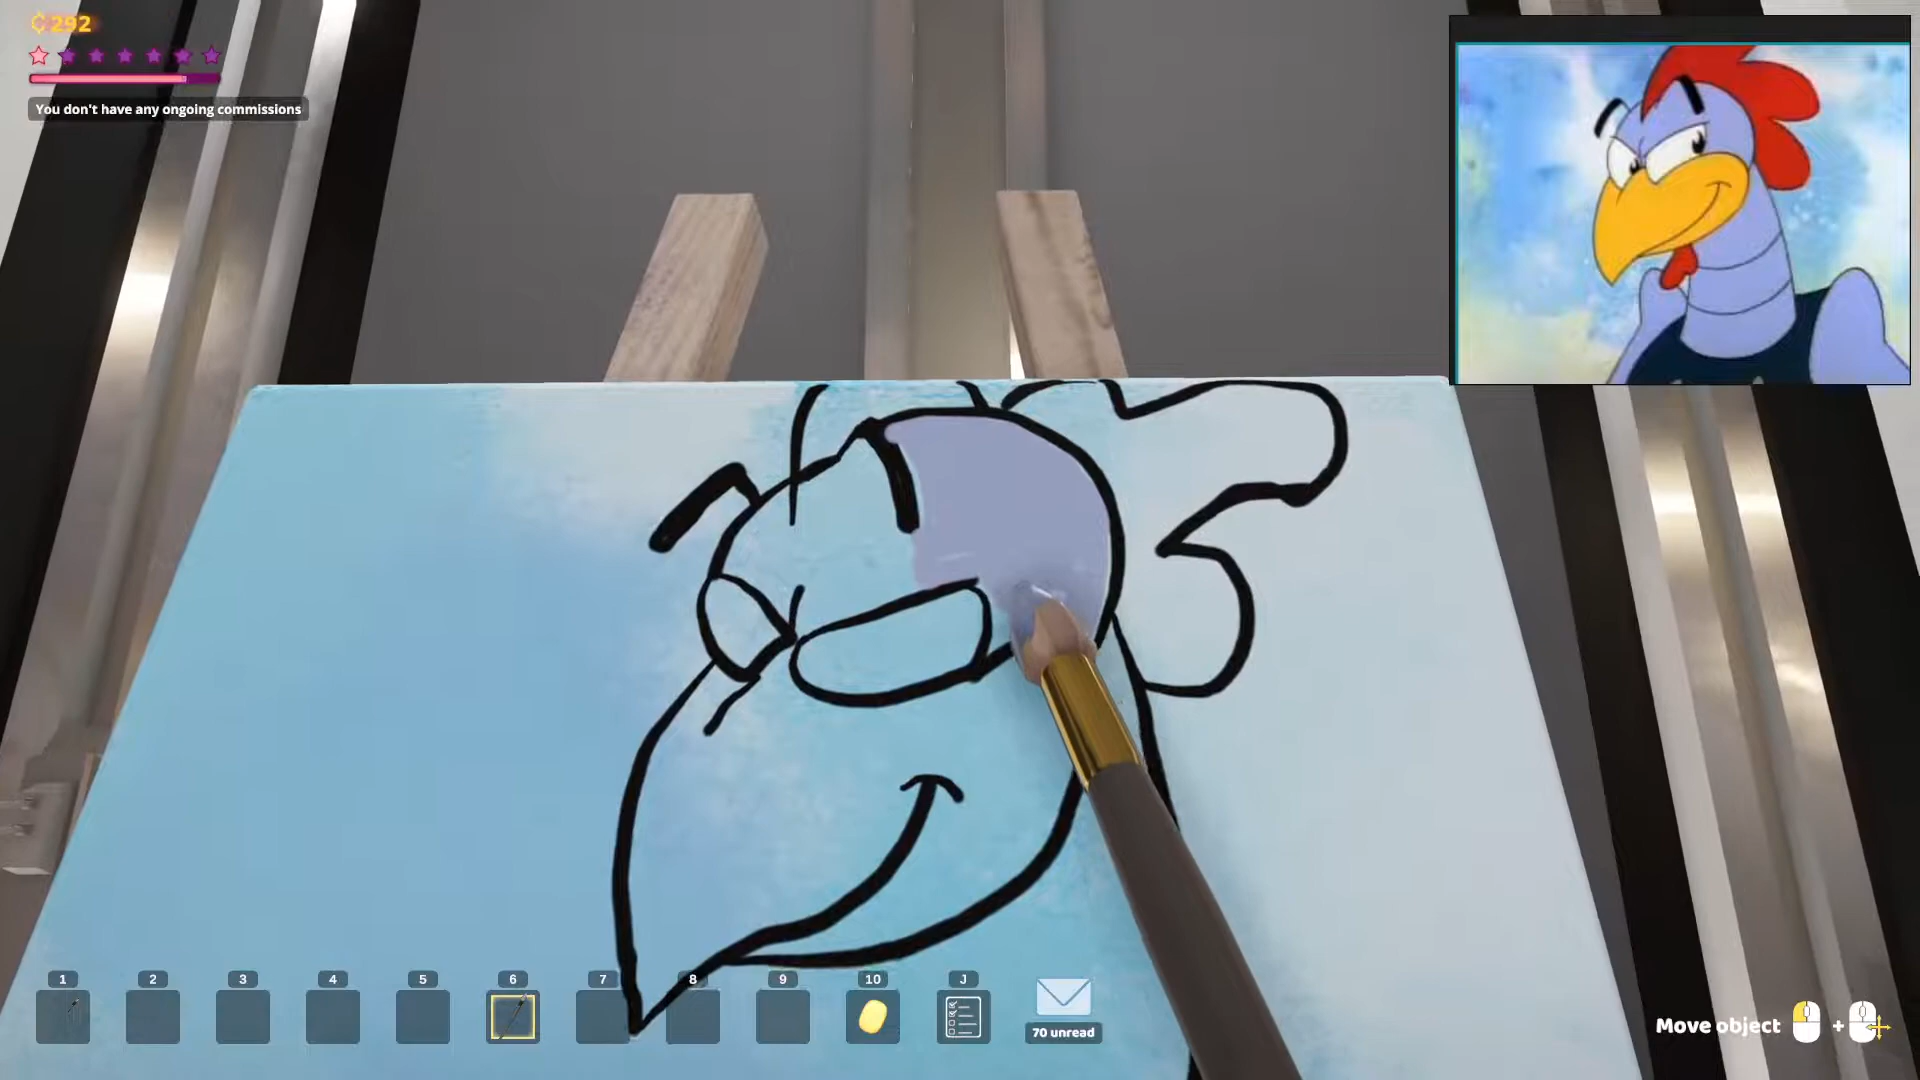 292
You don't have any ongoing commissions
1 2 3 4 5 6 7 8 9 10 J
70 unread
Move object +